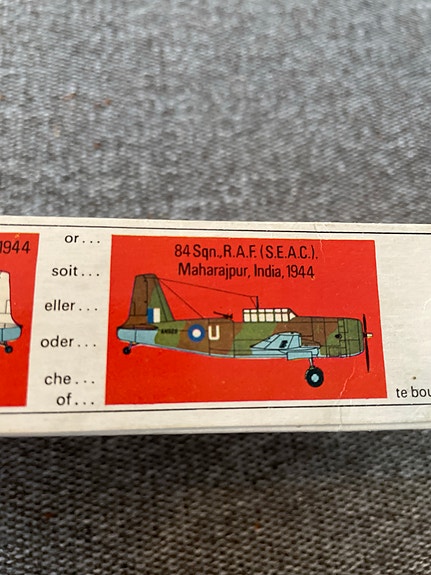 1944
or...
soit...
eller...
oder...
che...
of...
84 Sqn., R.A.F. (S.E.A.C.).
Maharajpur, India, 1944
U
te bou